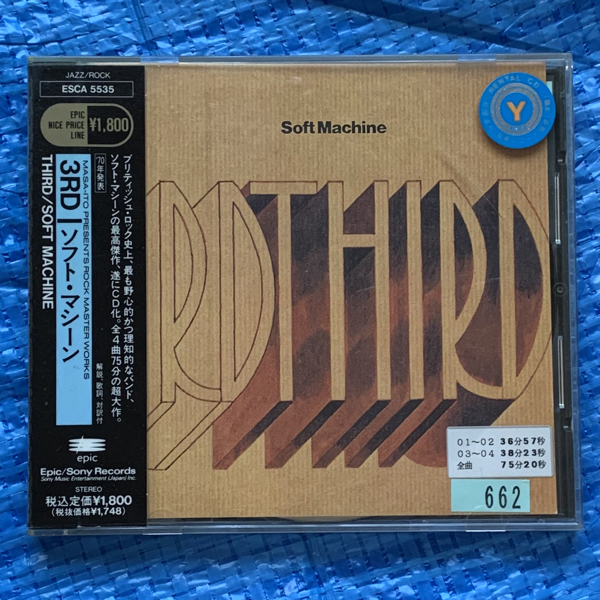 JAZZ/ROCK
ESCA 5535
EPIC
NICE PRICE
LINE
¥1,800
3RD/ソフト・マシーン
MASA-ITO PRESENTS ROCK MASTER WORKS
THIRD/SOFT MACHINE
70年発表
ブリティッシュ・ロック史上、最も野心的かつ理知的なバンド、
ソフト・マシーンの最高傑作、遂にCD化。全4曲75分の超大作。
解説、歌詞、対訳付
epic
Epic/Sony Records
Sony Music Entertainment (Japan) Inc.
STEREO
税込定価¥1,800
(税抜価格¥1,748)
Soft Machine
RDTHIRD
RENTAL CD
Y
01〜02 36分57秒
03〜04 38分23秒
全曲 75分20秒
662